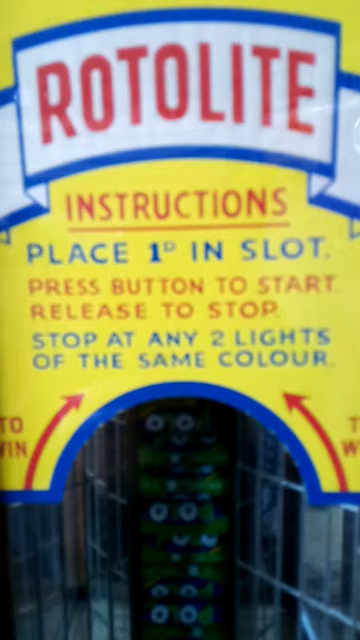 ROTOLITE
INSTRUCTIONS
PLACE 1ᴰ IN SLOT.
PRESS BUTTON TO START.
RELEASE TO STOP.
STOP AT ANY 2 LIGHTS
OF THE SAME COLOUR.
TO
WIN